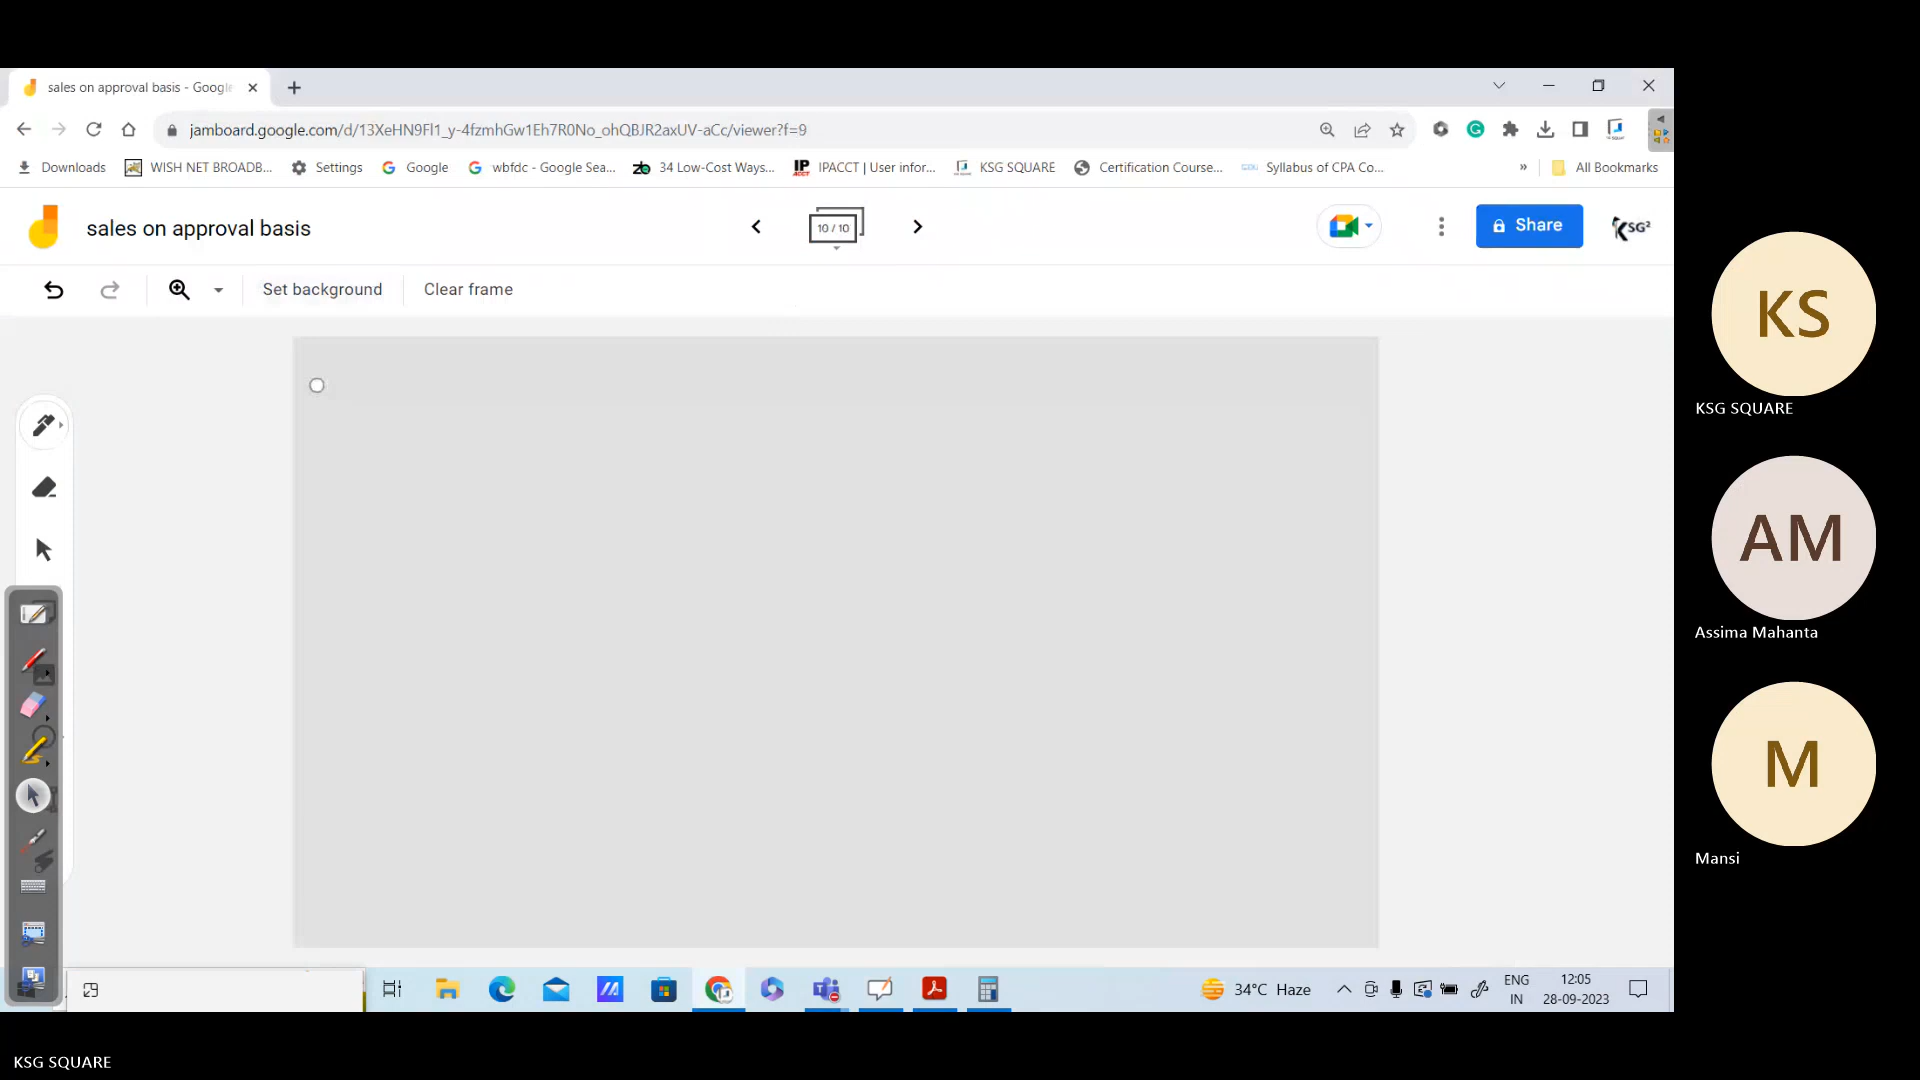 sales on approval basis - Google
jamboard.google.com/d/13XeHN9Fl1_y-4fzmhGw1Eh7R0No_ohQBJR2axUV-aCc/viewer?f=9
Downloads
WISH NET BROADB...
Settings
Google
wbfdc - Google Sea...
34 Low-Cost Ways...
IPACCT | User infor...
KSG SQUARE
Certification Course...
Syllabus of CPA Co...
»
All Bookmarks
sales on approval basis
10 / 10
Share
KSG²
Set background
Clear frame
KS
KSG SQUARE
AM
Assima Mahanta
M
Mansi
34°C Haze
ENG
IN
12:05
28-09-2023
KSG SQUARE